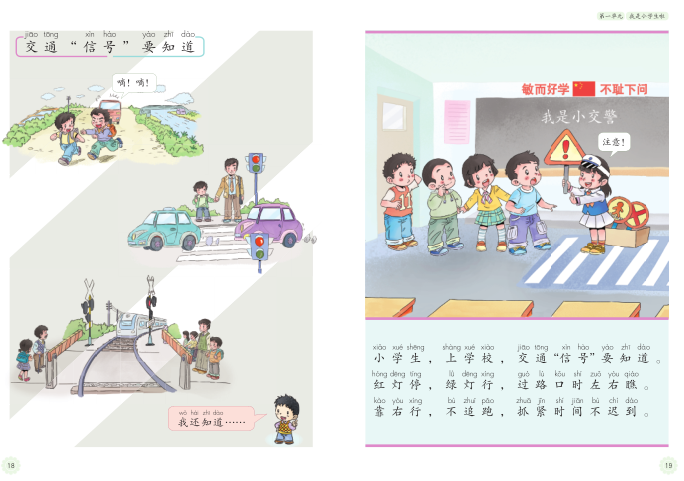 jiāo tōng xìn hào yào zhī dào
交通“信号”要知道
嘀！嘀！
wǒ hái zhī dào
我还知道……
18
第一单元 我是小学生啦
敏而好学 不耻下问
我是小交警
注意！
xiǎo xué shēng shàng xué xiào jiāo tōng xìn hào yào zhī dào
小学生，上学校，交通“信号”要知道。
hóng dēng tíng lǜ dēng xíng guò lù kǒu shí zuǒ yòu qiáo
红灯停，绿灯行，过路口时左右瞧。
kào yòu xíng bù zhuī pǎo zhuā jǐn shí jiān bù chí dào
靠右行，不追跑，抓紧时间不迟到。
19